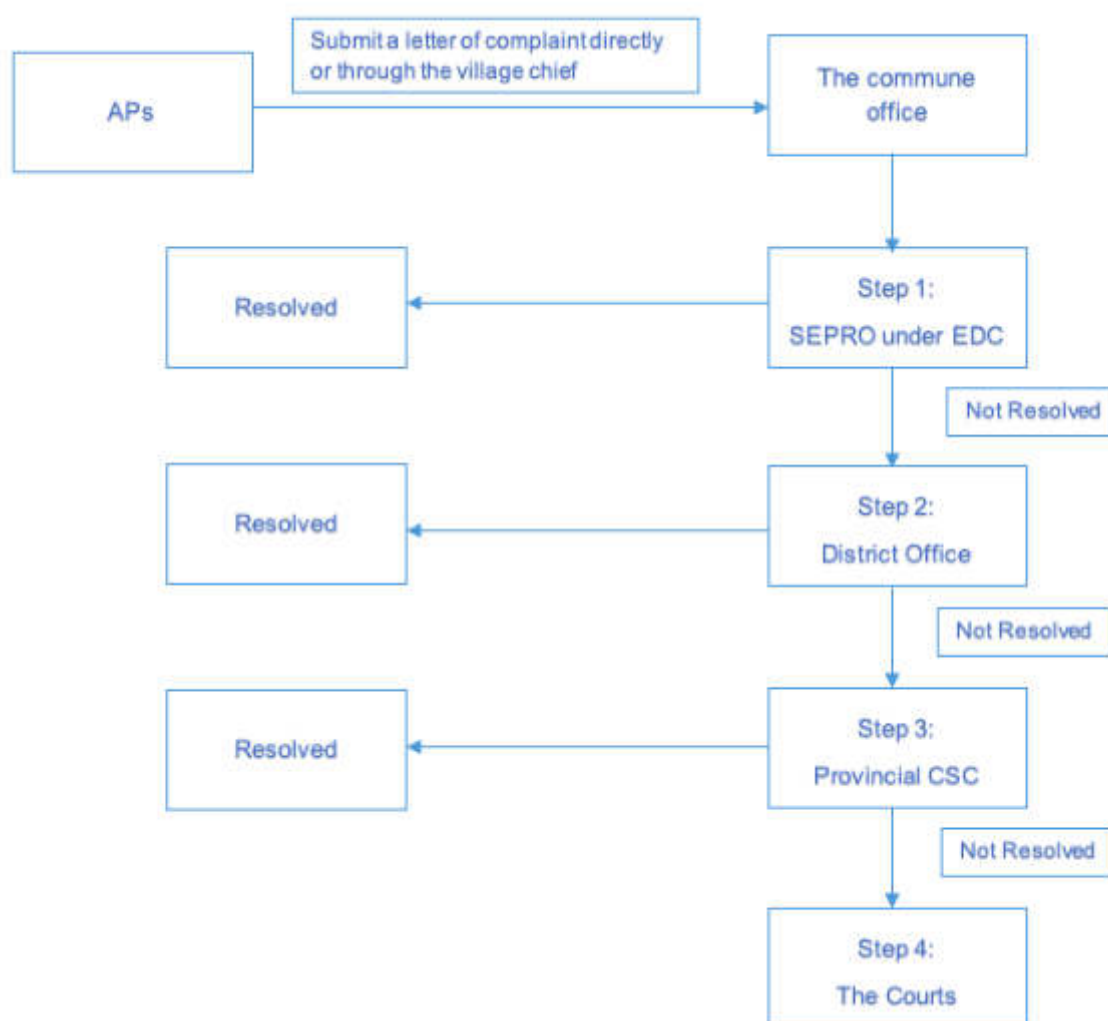 Submit a letter of complaint directly
or through the village chief
APs
The commune
office
Resolved
Step 1:
SEPRO under EDC
Not Resolved
Resolved
Step 2:
District Office
Not Resolved
Resolved
Step 3:
Provincial CSC
Not Resolved
Step 4:
The Courts